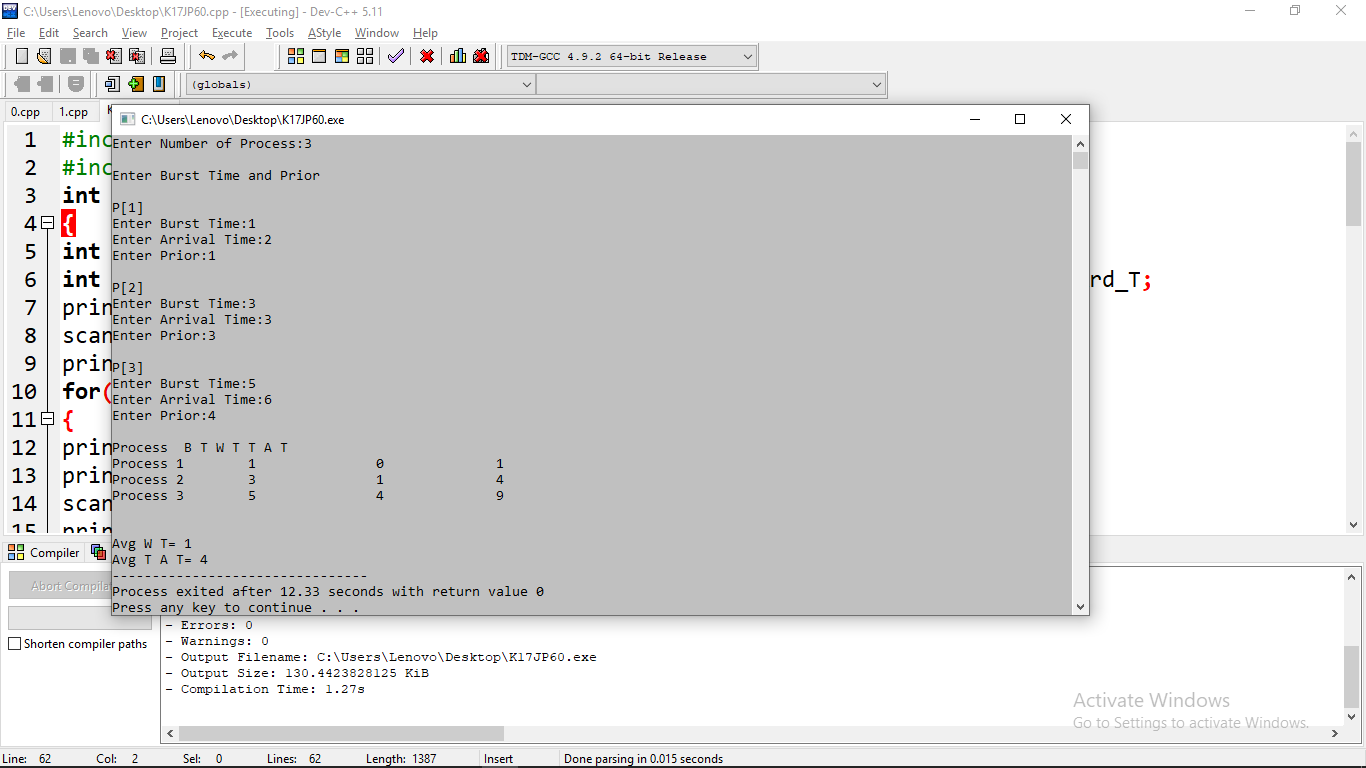 C:\Users\Lenovo\Desktop\K17JP60.cpp - [Executing] - Dev-C++ 5.11
File Edit Search View Project Execute Tools AStyle Window Help
TDM-GCC 4.9.2 64-bit Release
(globals)
0.cpp 1.cpp
C:\Users\Lenovo\Desktop\K17JP60.exe
Enter Number of Process:3
Enter Burst Time and Prior
P[1]
Enter Burst Time:1
Enter Arrival Time:2
Enter Prior:1
P[2]
Enter Burst Time:3
Enter Arrival Time:3
Enter Prior:3
P[3]
Enter Burst Time:5
Enter Arrival Time:6
Enter Prior:4
Process B T W T T A T
Process 1 1 0 1
Process 2 3 1 4
Process 3 5 4 9
Avg W T= 1
Avg T A T= 4
--------------------------------
Process exited after 12.33 seconds with return value 0
Press any key to continue . . .
1 #inc
2 #inc
3 int
4 {
5 int
6 int rd_T;
7 prin
8 scan
9 prin
10 for(
11 {
12 prin
13 prin
14 scan
15 prin
Compiler
Abort Compilat
Shorten compiler paths
- Errors: 0
- Warnings: 0
- Output Filename: C:\Users\Lenovo\Desktop\K17JP60.exe
- Output Size: 130.4423828125 KiB
- Compilation Time: 1.27s
Activate Windows
Go to Settings to activate Windows.
Line: 62 Col: 2 Sel: 0 Lines: 62 Length: 1387 Insert Done parsing in 0.015 seconds